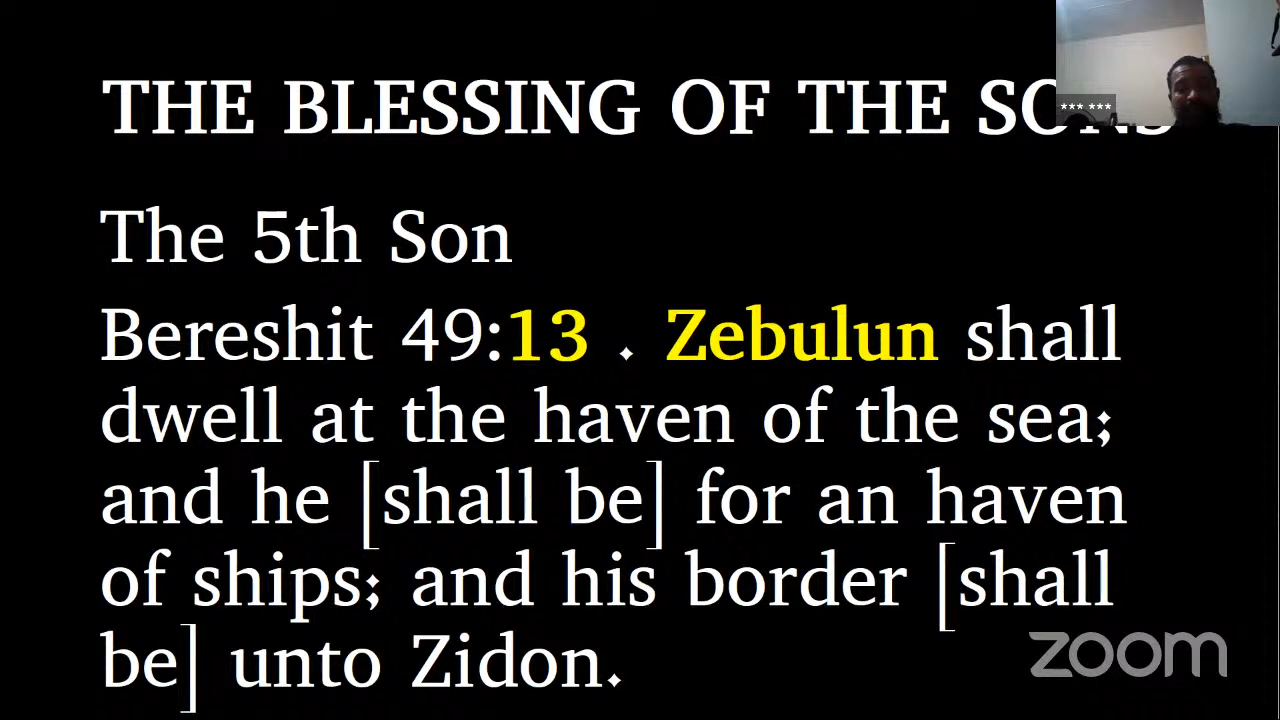 THE BLESSING OF THE SONS
*** ***
The 5th Son
Bereshit 49:13 . Zebulun shall
dwell at the haven of the sea;
and he [shall be] for an haven
of ships; and his border [shall
be] unto Zidon.
zoom